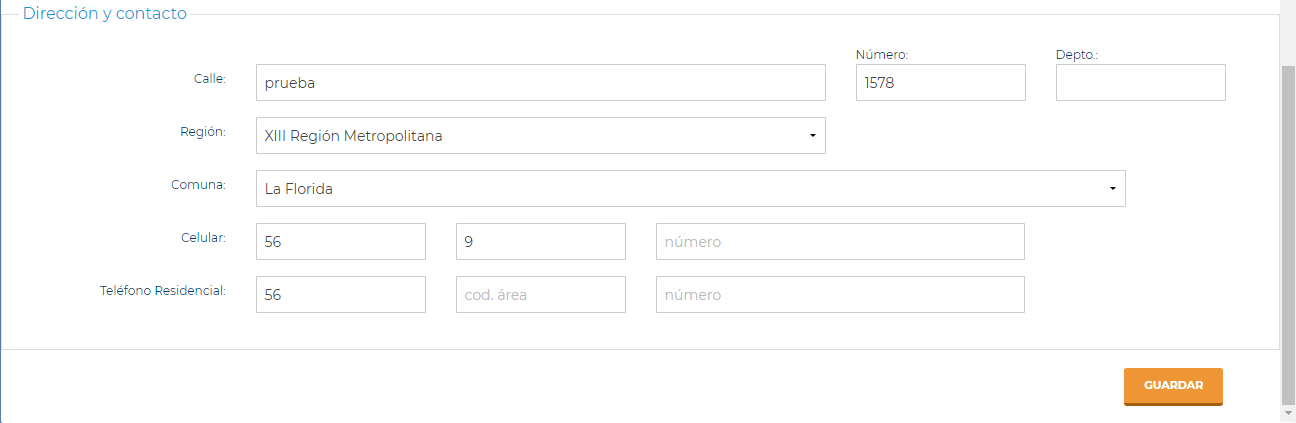 Dirección y contacto
Número: Depto.:
Calle: prueba 1578
Región: XIII Región Metropolitana
Comuna: La Florida
Celular: 56 9 número
Teléfono Residencial: 56 cod. área número
GUARDAR